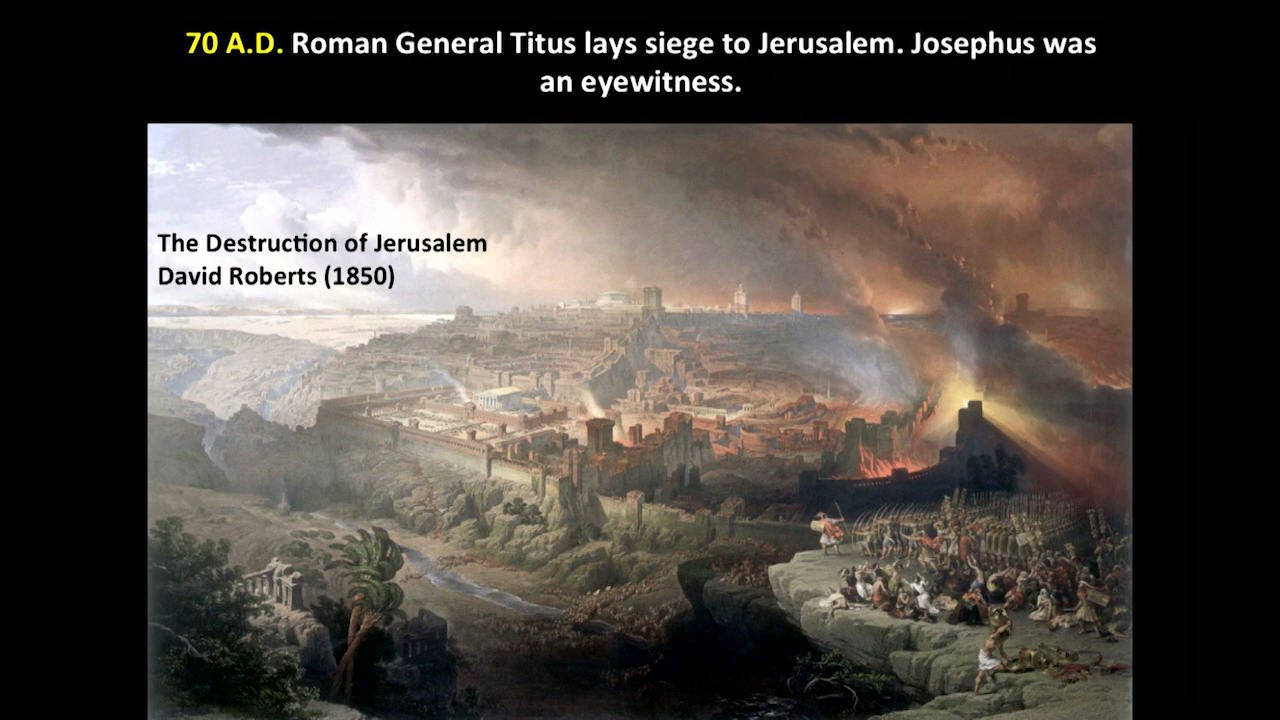 70 A.D. Roman General Titus lays siege to Jerusalem. Josephus was
an eyewitness.
The Destruction of Jerusalem
David Roberts (1850)